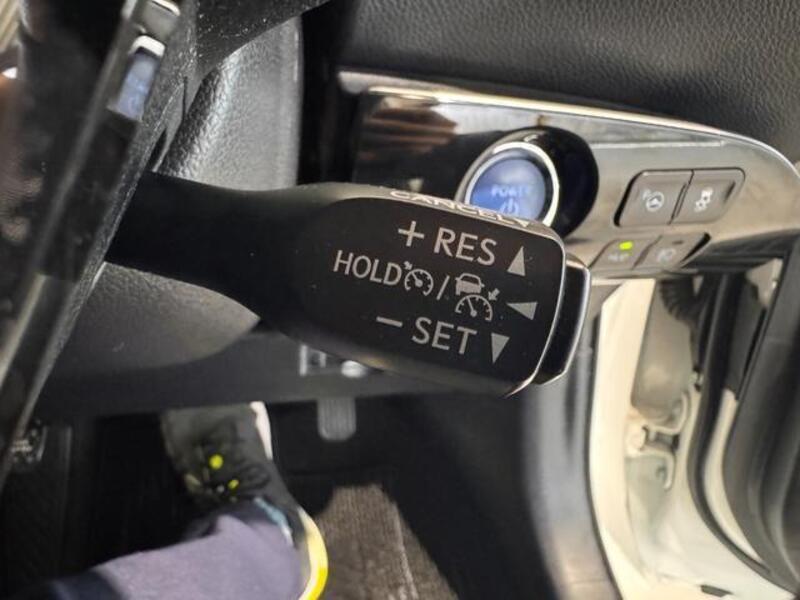 POWER
CANCEL▼
+ RES ▲
HOLD /
− SET ▼